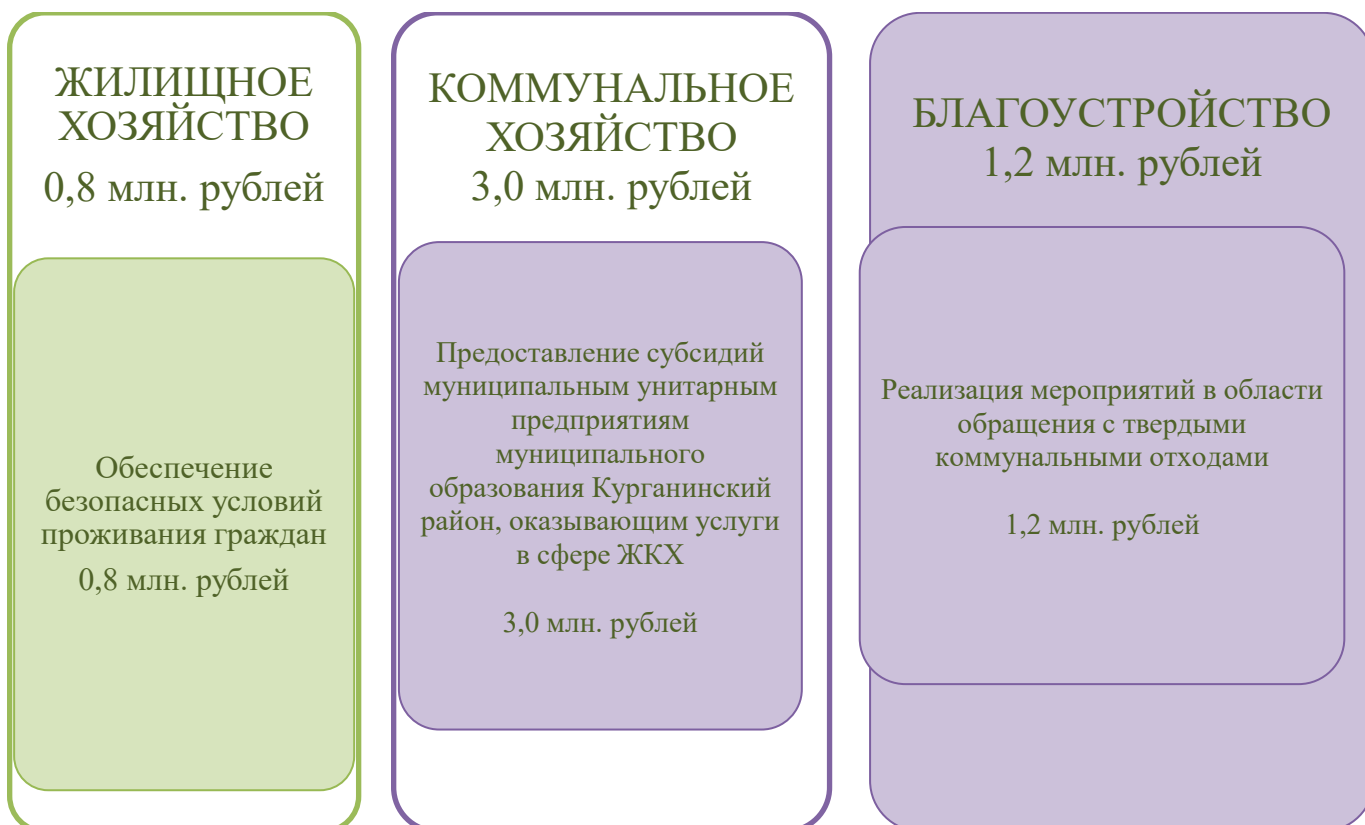 ЖИЛИЩНОЕ
ХОЗЯЙСТВО
0,8 млн. рублей
Обеспечение
безопасных условий
проживания граждан
0,8 млн. рублей
КОММУНАЛЬНОЕ
ХОЗЯЙСТВО
3,0 млн. рублей
Предоставление субсидий
муниципальным унитарным
предприятиям
муниципального
образования Курганинский
район, оказывающим услуги
в сфере ЖКХ
3,0 млн. рублей
БЛАГОУСТРОЙСТВО
1,2 млн. рублей
Реализация мероприятий в области
обращения с твердыми
коммунальными отходами
1,2 млн. рублей